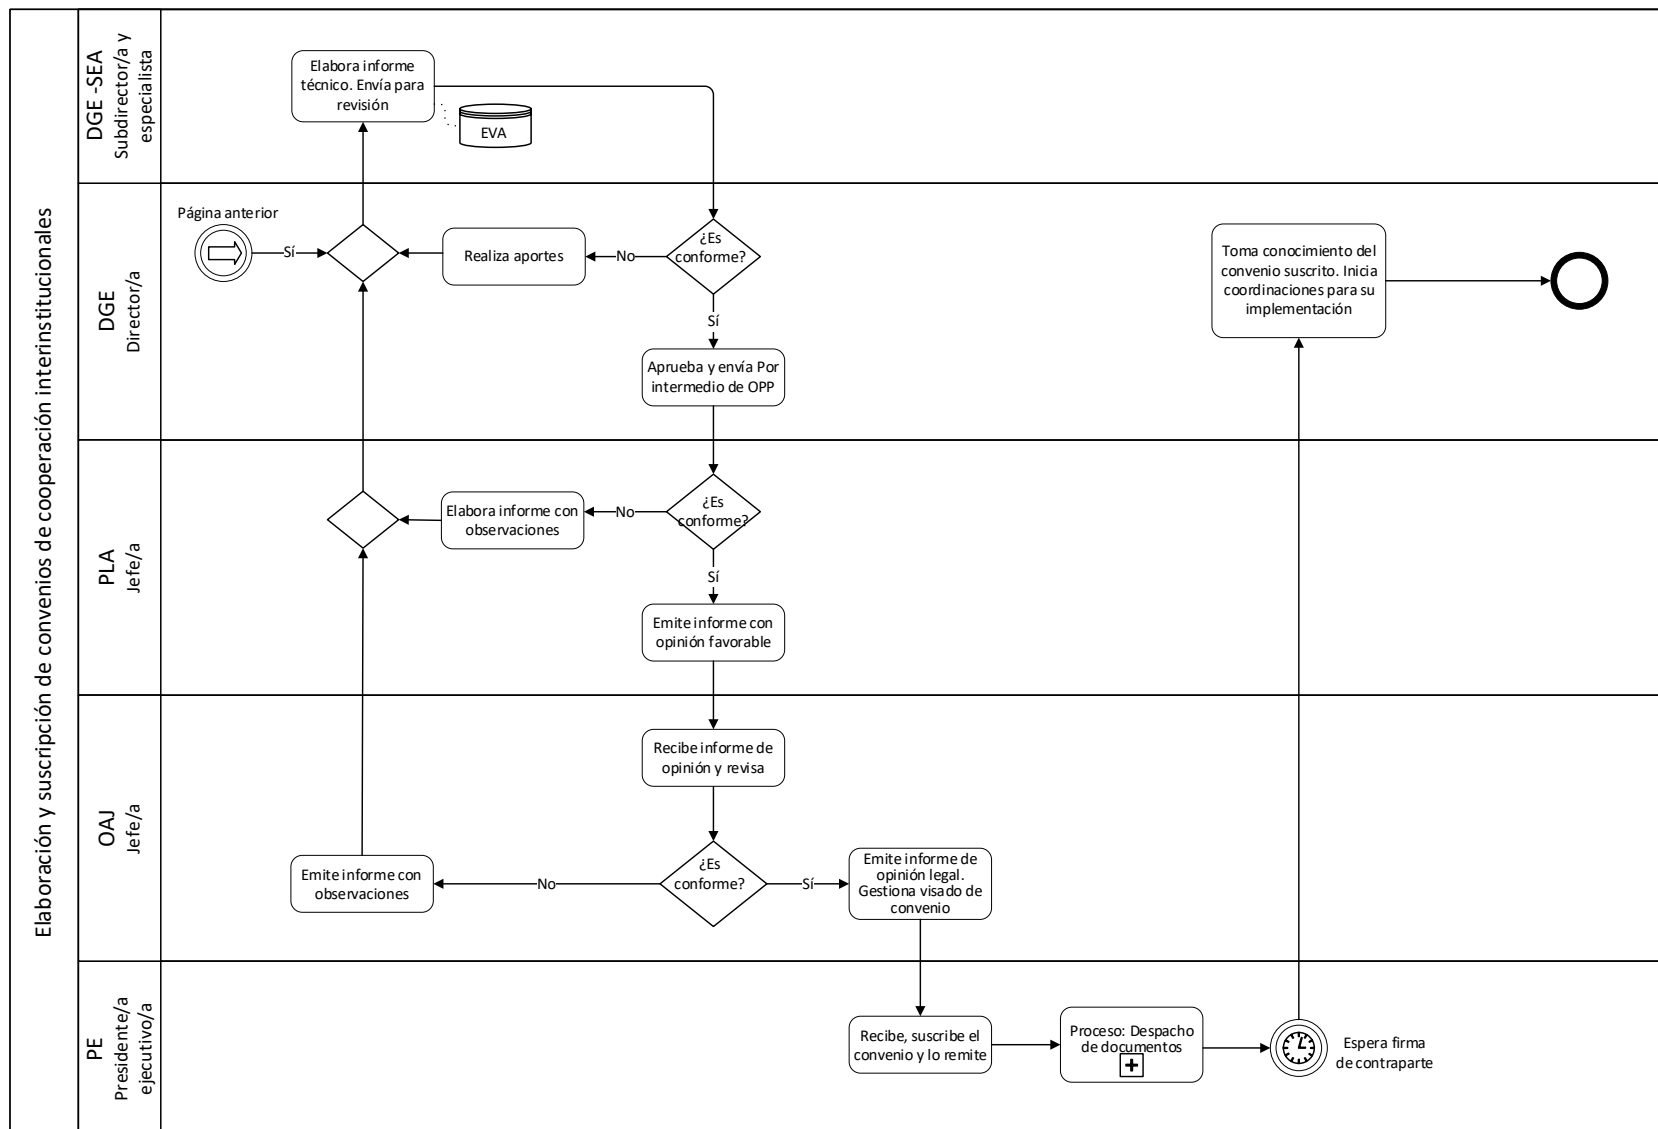 Elaboración y suscripción de convenios de cooperación interinstitucionales
DGE -SEA
Subdirector/a y
especialista
Elabora informe
técnico. Envía para
revisión
EVA
DGE
Director/a
Página anterior
Sí
Realiza aportes
No
¿Es
conforme?
Sí
Aprueba y envía Por
intermedio de OPP
Toma conocimiento del
convenio suscrito. Inicia
coordinaciones para su
implementación
PLA
Jefe/a
Elabora informe con
observaciones
No
¿Es
conforme?
Sí
Emite informe con
opinión favorable
OAJ
Jefe/a
Recibe informe de
opinión y revisa
Emite informe con
observaciones
No
¿Es
conforme?
Sí
Emite informe de
opinión legal.
Gestiona visado de
convenio
PE
Presidente/a
ejecutivo/a
Recibe, suscribe el
convenio y lo remite
Proceso: Despacho
de documentos
Espera firma
de contraparte